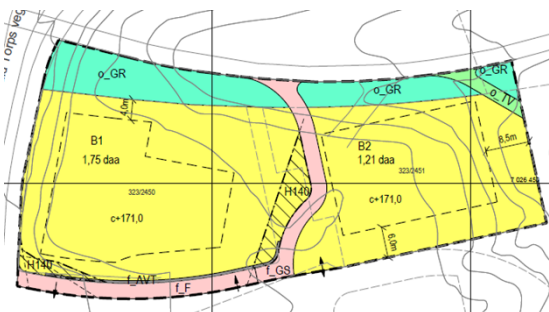 Torps veg
o_GR
o_GR
o_GR
o_TV
4,0m
B1
1,75 daa
B2
1,21 daa
8,5m
323/2450
323/2451
7 026 450
H140
c+171,0
c+171,0
6,0m
H140
f_AVT
f_GS
f_F